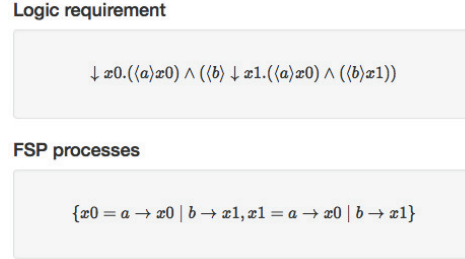 Logic requirement
↓ x0.(⟨a⟩x0) ∧ (⟨b⟩ ↓ x1.(⟨a⟩x0) ∧ (⟨b⟩x1))
FSP processes
{x0 = a → x0 | b → x1, x1 = a → x0 | b → x1}